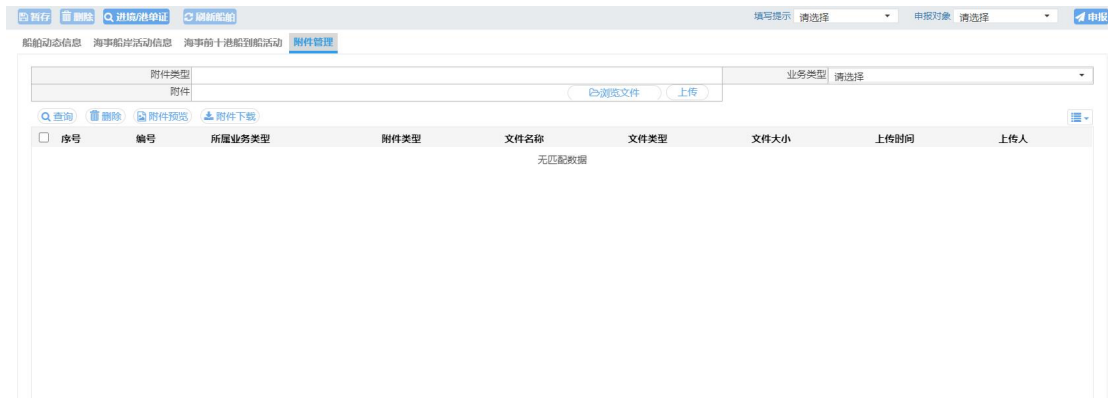 暂存 删除 进境/港单证 刷新船舶 填写提示 请选择 申报对象 请选择 申报
船舶动态信息 海事船岸活动信息 海事前十港船到船活动 附件管理
附件类型 业务类型 请选择
附件 浏览文件 上传
查询 删除 附件预览 附件下载
序号 编号 所属业务类型 附件类型 文件名称 文件类型 文件大小 上传时间 上传人
无匹配数据